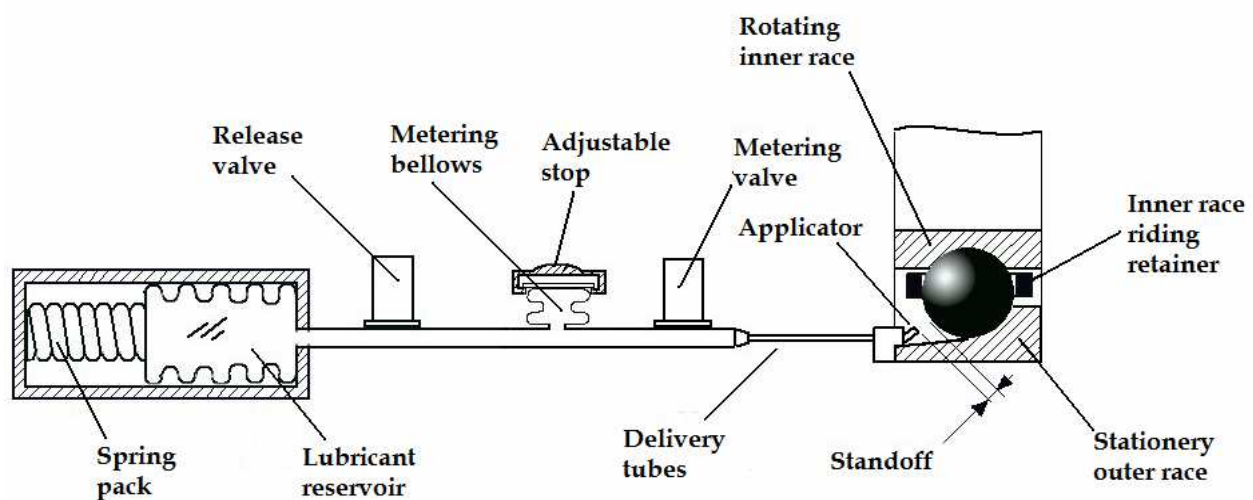 Rotating
inner race
Release
valve
Metering
bellows
Adjustable
stop
Metering
valve
Applicator
Inner race
riding
retainer
Spring
pack
Lubricant
reservoir
Delivery
tubes
Standoff
Stationery
outer race